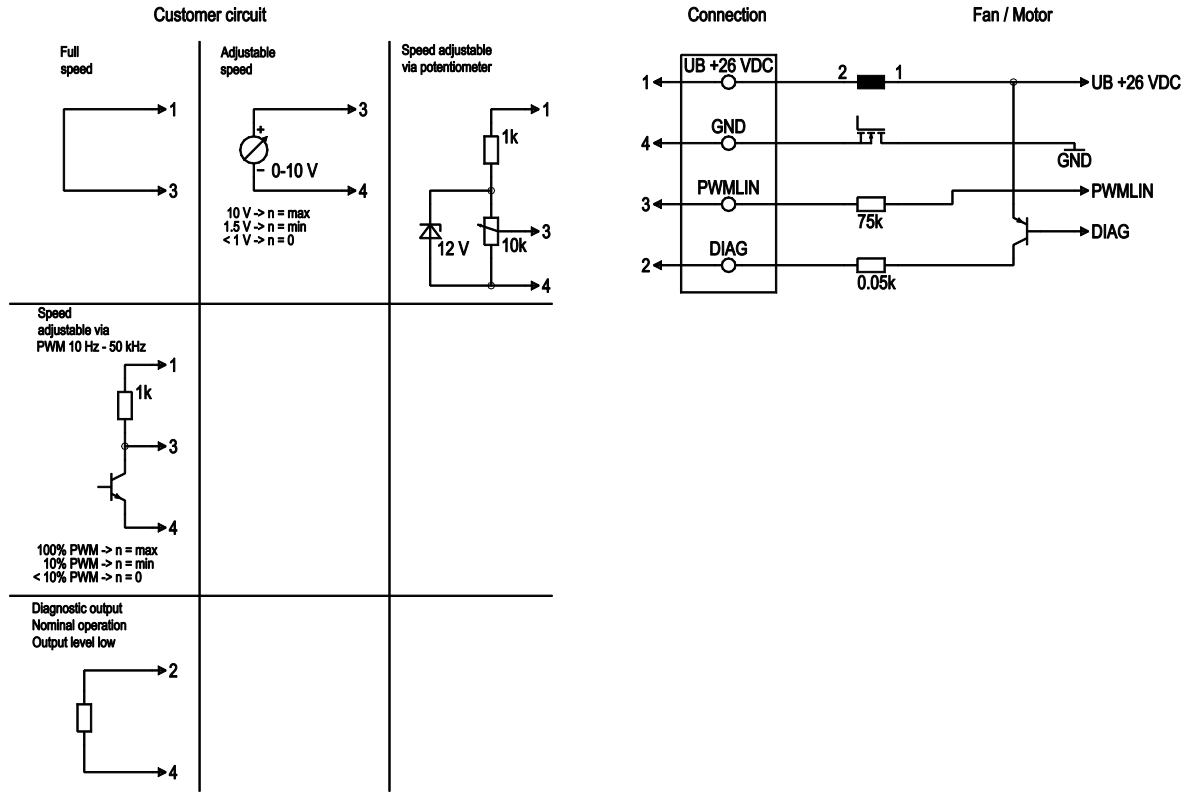 Customer circuit
Full
speed
1
3
Adjustable
speed
3
+
–
0-10 V
4
10 V -> n = max
1.5 V -> n = min
< 1 V -> n = 0
Speed adjustable
via potentiometer
1
1k
12 V
10k
3
4
Speed
adjustable via
PWM 10 Hz - 50 kHz
1
1k
3
4
100% PWM -> n = max
10% PWM -> n = min
< 10% PWM -> n = 0
Diagnostic output
Nominal operation
Output level low
2
4
Connection
Fan / Motor
1
UB +26 VDC
2
1
UB +26 VDC
4
GND
GND
3
PWMLIN
75k
PWMLIN
2
DIAG
0.05k
DIAG